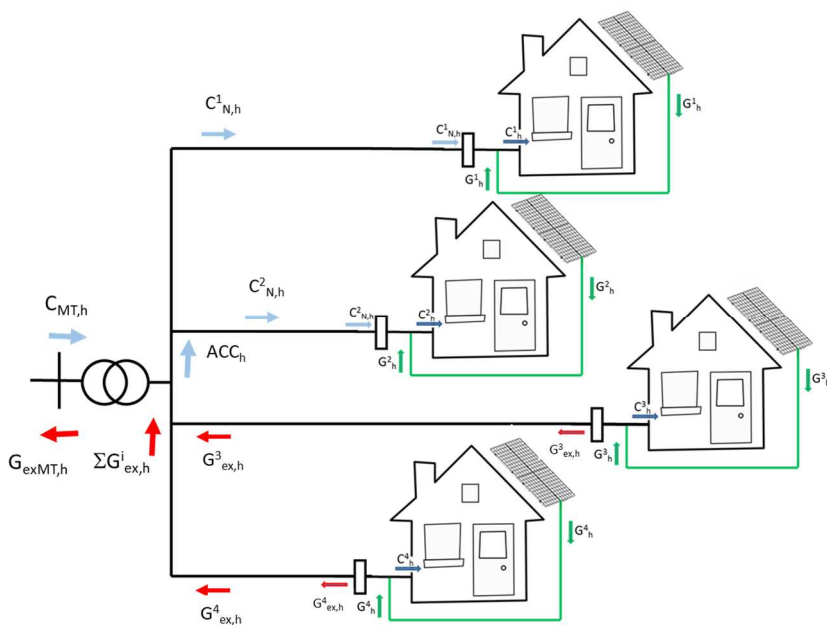 C¹N,h
C¹N,h
C¹h
G¹h
G¹h
C²N,h
C²N,h
C²h
G²h
G²h
CMT,h
ACCh
GexMT,h
ΣGⁱex,h
G³ex,h
G³ex,h
C³h
G³h
G³
G⁴ex,h
G⁴ex,h
C⁴h
G⁴h
G⁴h